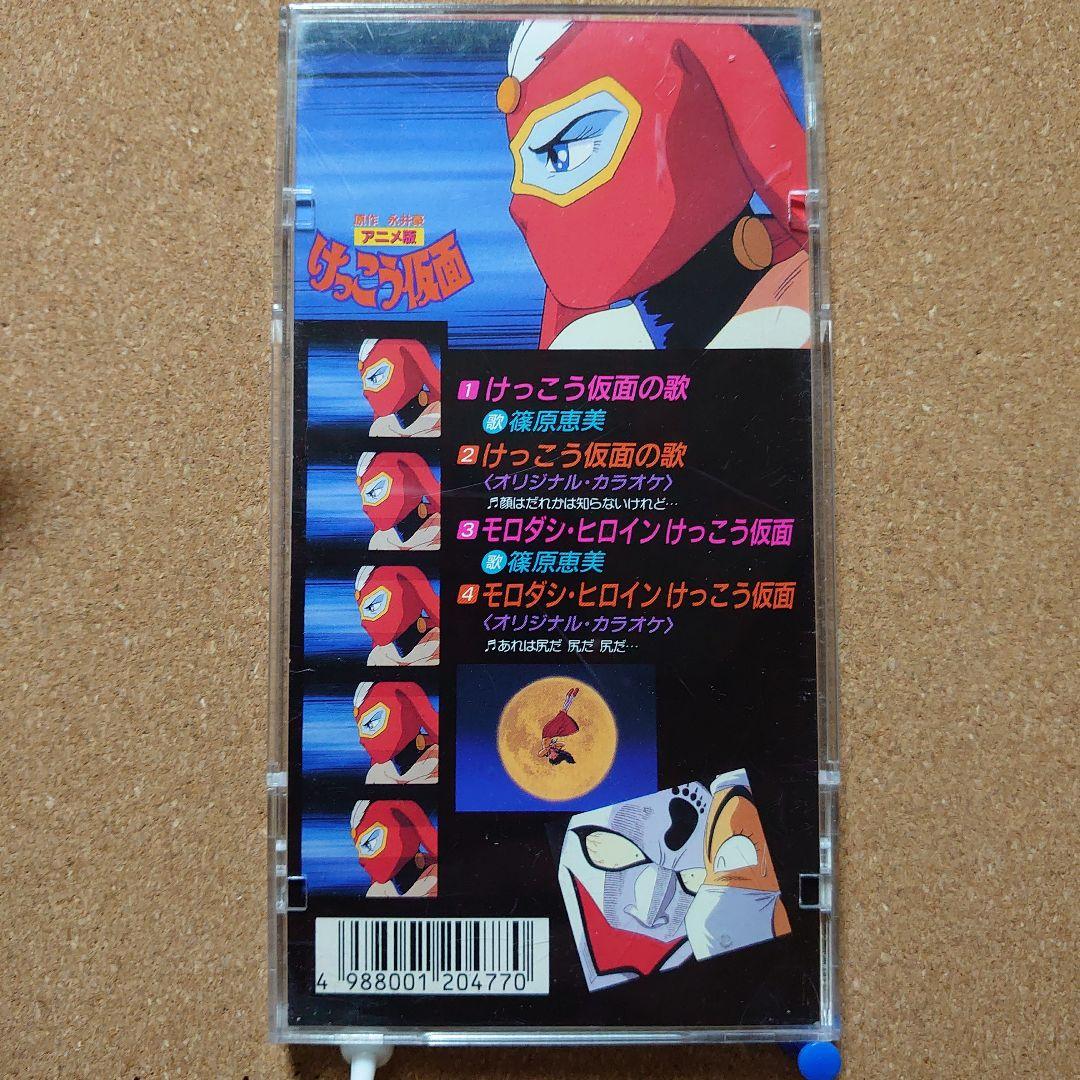 原作 永井豪
アニメ版
けっこう仮面
1 けっこう仮面の歌
歌 篠原恵美
2 けっこう仮面の歌
〈オリジナル・カラオケ〉
♬顔はだれかは知らないけれど…
3 モロダシ・ヒロイン けっこう仮面
歌 篠原恵美
4 モロダシ・ヒロイン けっこう仮面
〈オリジナル・カラオケ〉
♬あれは尻だ 尻だ 尻だ…
4 988001 204770